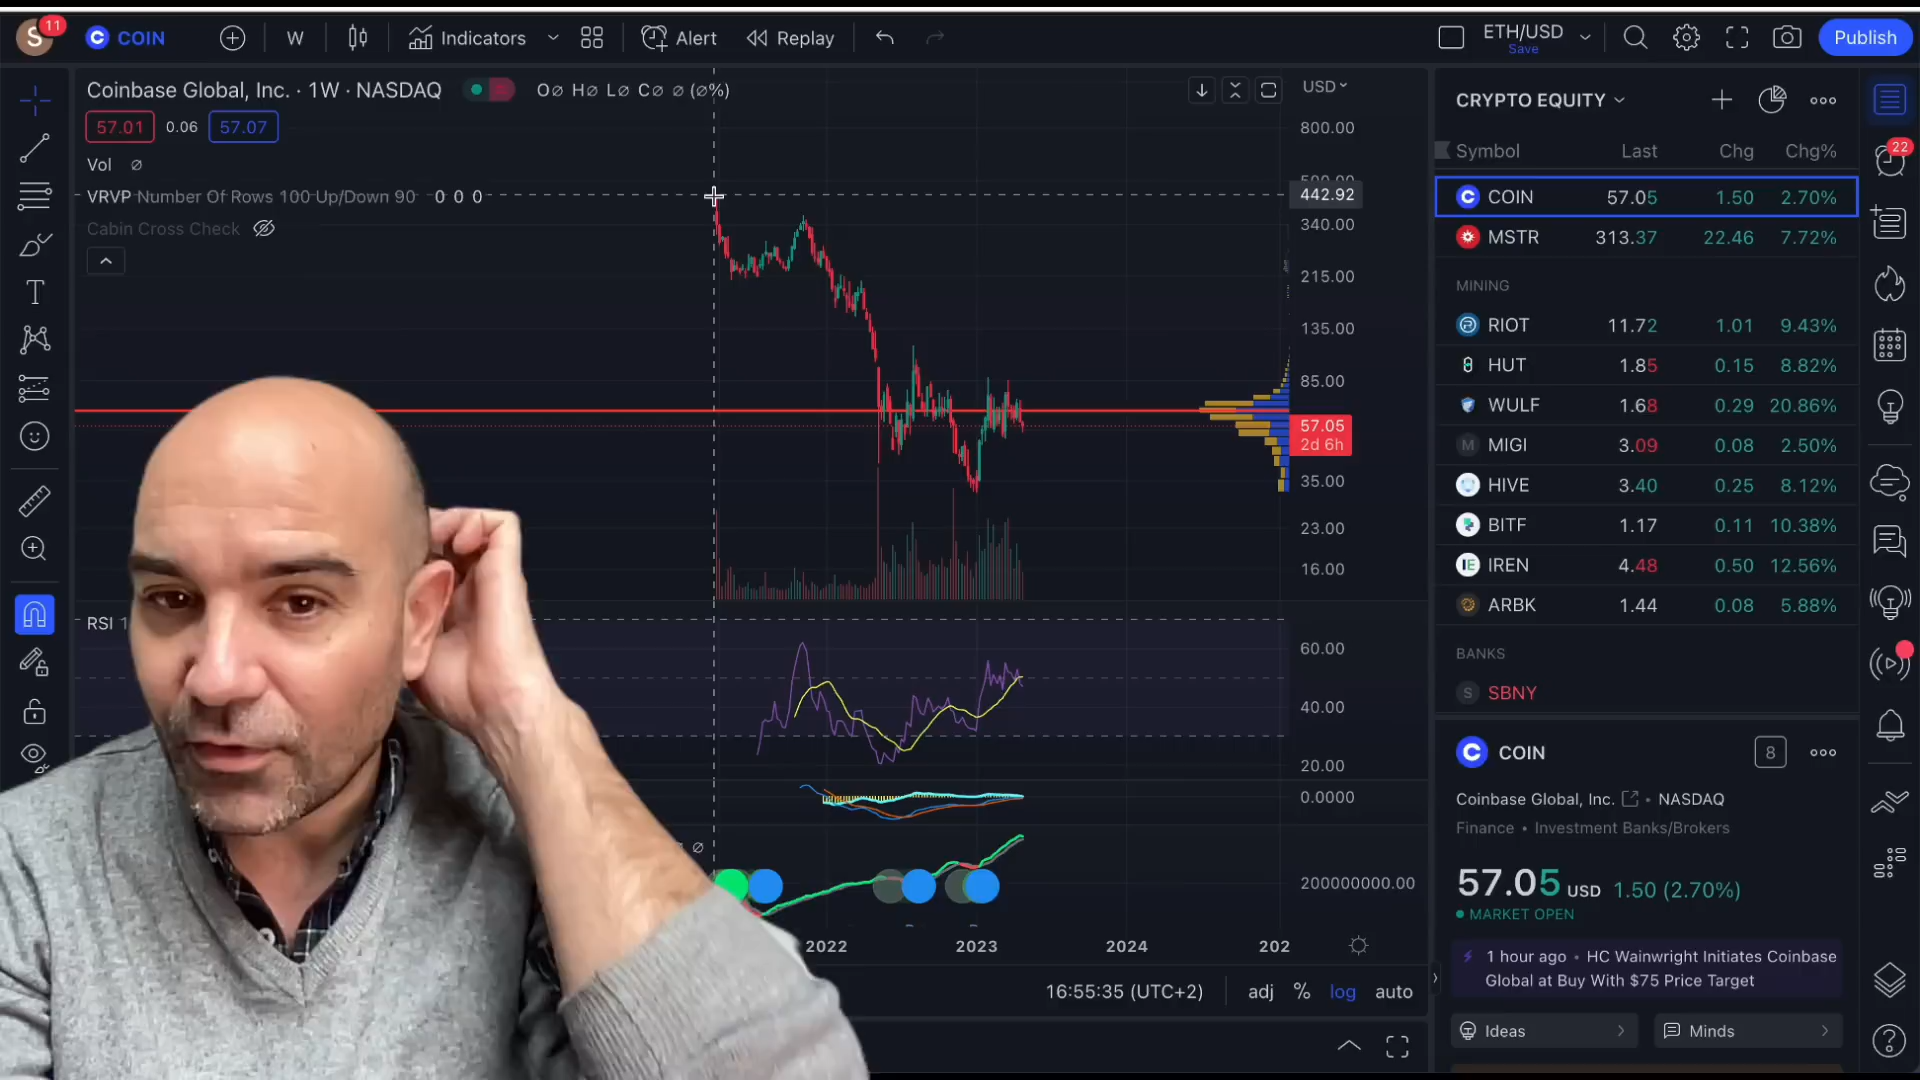 S 11 COIN W Indicators Alert Replay ETH/USD Save Publish
Coinbase Global, Inc. · 1W · NASDAQ O∅ H∅ L∅ C∅ ∅ (∅%) USD
57.01 0.06 57.07
Vol ∅
VRVP Number Of Rows 100 Up/Down 90 0 0 0
Cabin Cross Check
800.00
500.00
442.92
340.00
215.00
135.00
85.00
57.05
2d 6h
35.00
23.00
16.00
RSI 1
60.00
40.00
20.00
0.0000
∅
200000000.00
2022 2023 2024 202
16:55:35 (UTC+2) adj % log auto
CRYPTO EQUITY
Symbol Last Chg Chg%
COIN 57.05 1.50 2.70%
MSTR 313.37 22.46 7.72%
MINING
RIOT 11.72 1.01 9.43%
HUT 1.85 0.15 8.82%
WULF 1.68 0.29 20.86%
M MIGI 3.09 0.08 2.50%
HIVE 3.40 0.25 8.12%
BITF 1.17 0.11 10.38%
IE IREN 4.48 0.50 12.56%
ARBK 1.44 0.08 5.88%
BANKS
S SBNY
COIN 8
Coinbase Global, Inc. • NASDAQ
Finance • Investment Banks/Brokers
57.05 USD 1.50 (2.70%)
MARKET OPEN
1 hour ago • HC Wainwright Initiates Coinbase
Global at Buy With $75 Price Target
Ideas Minds
22